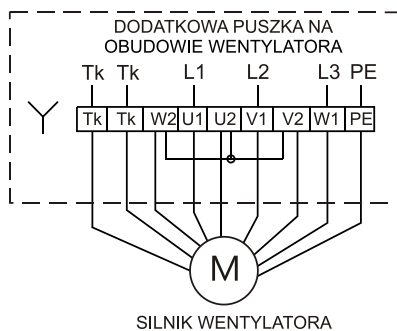 DODATKOWA PUSZKA NA
OBUDOWIE WENTYLATORA
Tk Tk L1 L2 L3 PE
Tk Tk W2 U1 U2 V1 V2 W1 PE
M
SILNIK WENTYLATORA